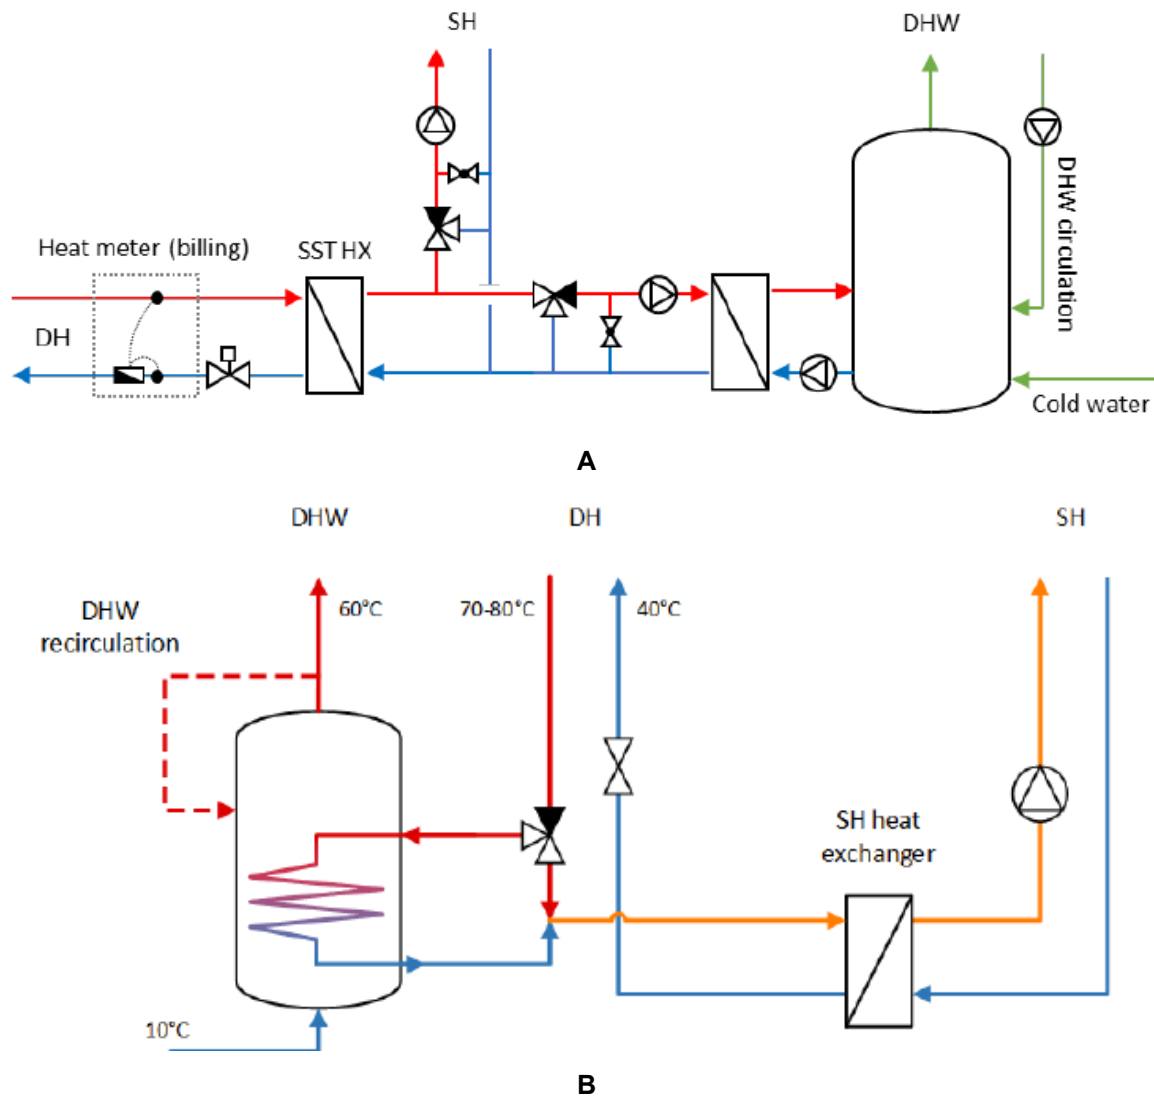 SH
DHW
Heat meter (billing)
SST HX
DH
DHW circulation
Cold water
A
DHW
DH
SH
DHW
recirculation
60°C
70-80°C
40°C
SH heat
exchanger
10°C
B